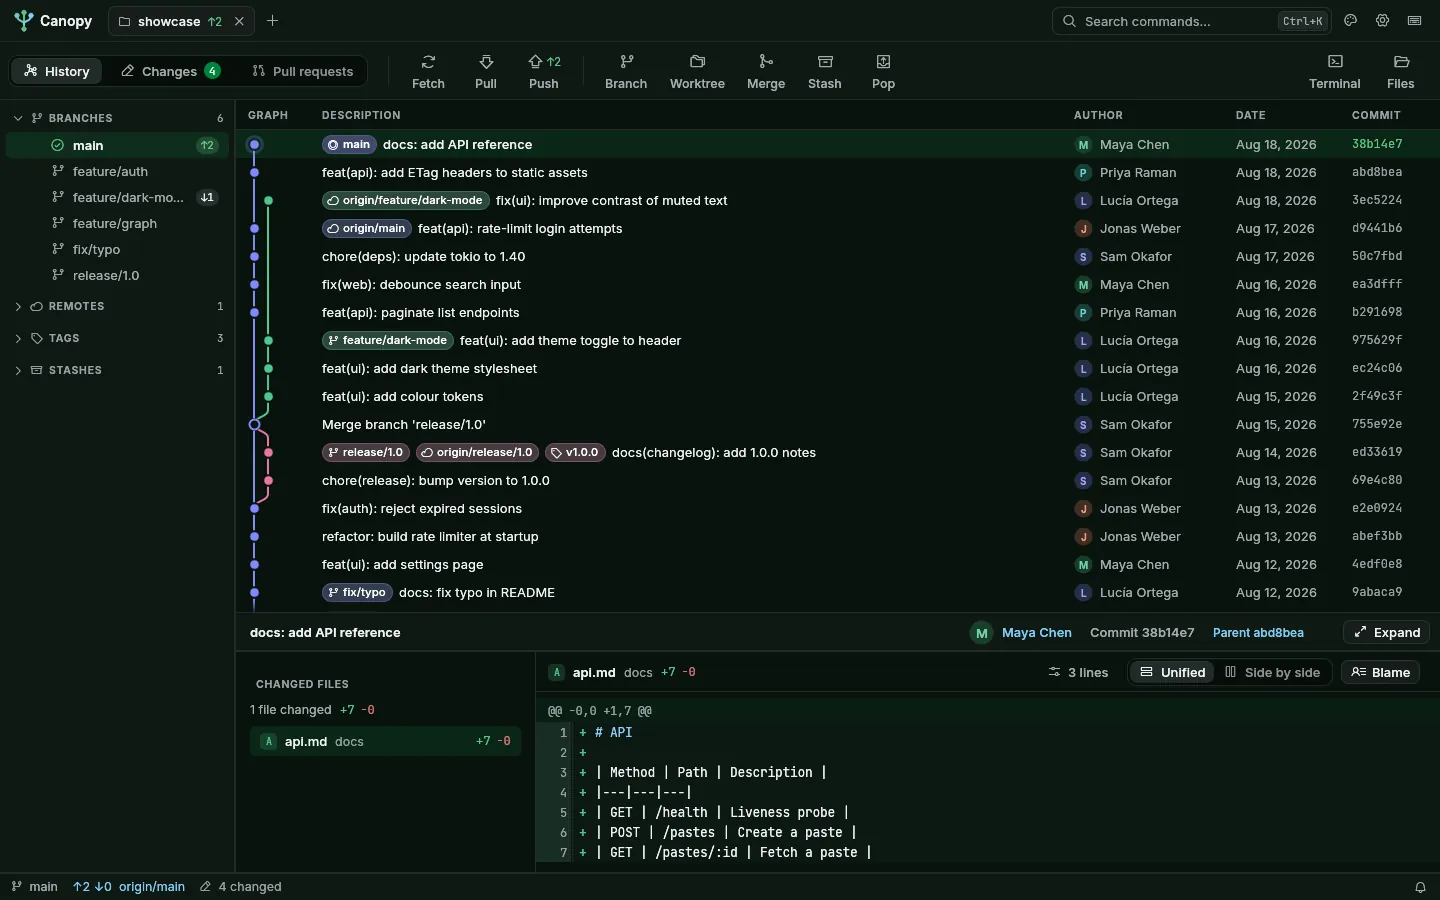 Canopy showcase ↑2 Search commands... Ctrl+K
History Changes 4 Pull requests Fetch Pull ↑2 Push Branch Worktree Merge Stash Pop Terminal Files
BRANCHES 6
main ↑2
feature/auth
feature/dark-mo... ↓1
feature/graph
fix/typo
release/1.0
REMOTES 1
TAGS 3
STASHES 1
GRAPH DESCRIPTION AUTHOR DATE COMMIT
main docs: add API reference M Maya Chen Aug 18, 2026 38b14e7
feat(api): add ETag headers to static assets P Priya Raman Aug 18, 2026 abd8bea
origin/feature/dark-mode fix(ui): improve contrast of muted text L Lucía Ortega Aug 18, 2026 3ec5224
origin/main feat(api): rate-limit login attempts J Jonas Weber Aug 17, 2026 d9441b6
chore(deps): update tokio to 1.40 S Sam Okafor Aug 17, 2026 50c7fbd
fix(web): debounce search input M Maya Chen Aug 16, 2026 ea3dfff
feat(api): paginate list endpoints P Priya Raman Aug 16, 2026 b291698
feature/dark-mode feat(ui): add theme toggle to header L Lucía Ortega Aug 16, 2026 975629f
feat(ui): add dark theme stylesheet L Lucía Ortega Aug 16, 2026 ec24c06
feat(ui): add colour tokens L Lucía Ortega Aug 15, 2026 2f49c3f
Merge branch 'release/1.0' S Sam Okafor Aug 15, 2026 755e92e
release/1.0 origin/release/1.0 v1.0.0 docs(changelog): add 1.0.0 notes S Sam Okafor Aug 14, 2026 ed33619
chore(release): bump version to 1.0.0 S Sam Okafor Aug 13, 2026 69e4c80
fix(auth): reject expired sessions J Jonas Weber Aug 13, 2026 e2e0924
refactor: build rate limiter at startup J Jonas Weber Aug 13, 2026 abef3bb
feat(ui): add settings page M Maya Chen Aug 12, 2026 4edf0e8
fix/typo docs: fix typo in README L Lucía Ortega Aug 12, 2026 9abaca9
docs: add API reference M Maya Chen Commit 38b14e7 Parent abd8bea Expand
CHANGED FILES
1 file changed +7 -0
A api.md docs +7 -0
A api.md docs +7 -0 3 lines Unified Side by side Blame
@@ -0,0 +1,7 @@
1 + # API
2 +
3 + | Method | Path | Description |
4 + |---|---|---|
5 + | GET | /health | Liveness probe |
6 + | POST | /pastes | Create a paste |
7 + | GET | /pastes/:id | Fetch a paste |
main ↑2 ↓0 origin/main 4 changed